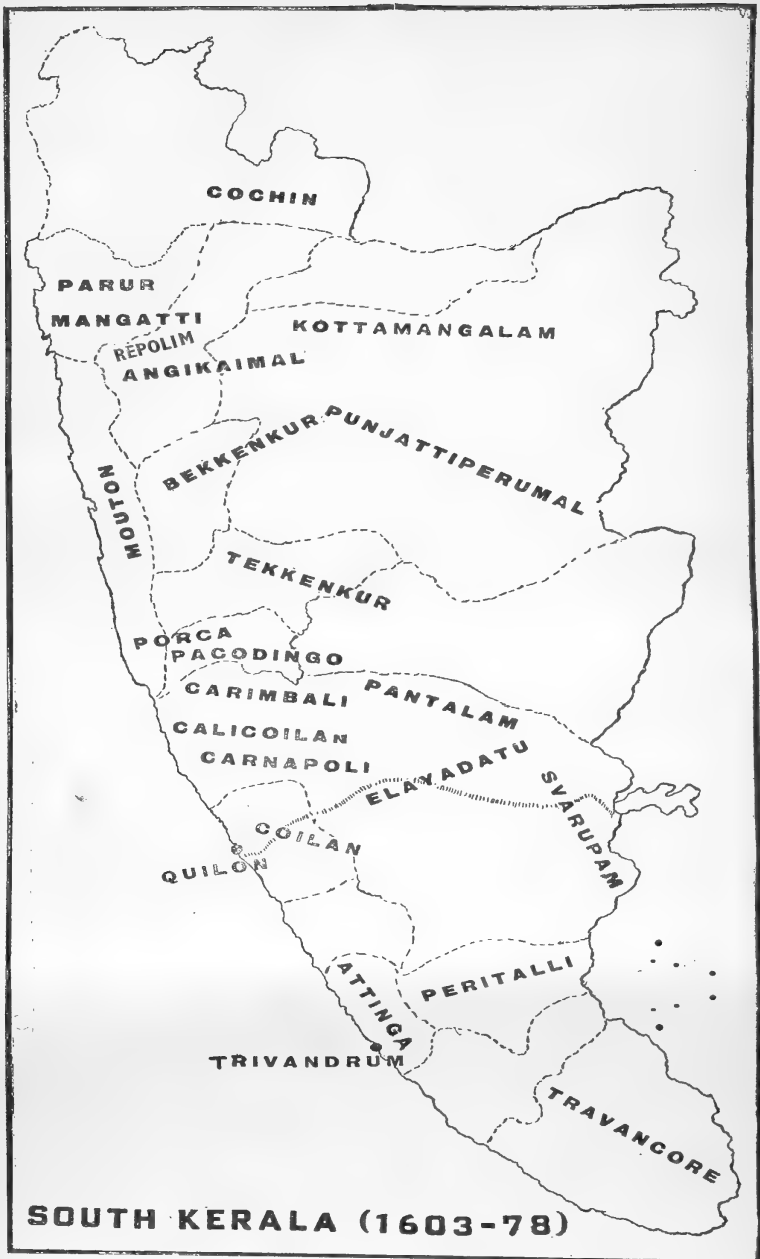 COCHIN
PARUR
MANGATTI
REPOLIM
ANGIKAIMAL
KOTTAMANGALAM
BEKKENKUR
PUNJATTIPERUMAL
MOUTON
TEKKENKUR
PORCA
PACODINGO
CARIMBALI
PANTALAM
CALICOILAN
CARNAPOLI
ELAYADATU
SVARUPAM
COILAN
QUILON
ATTINGA
PERITALLI
TRIVANDRUM
TRAVANCORE
SOUTH KERALA (1603-78)